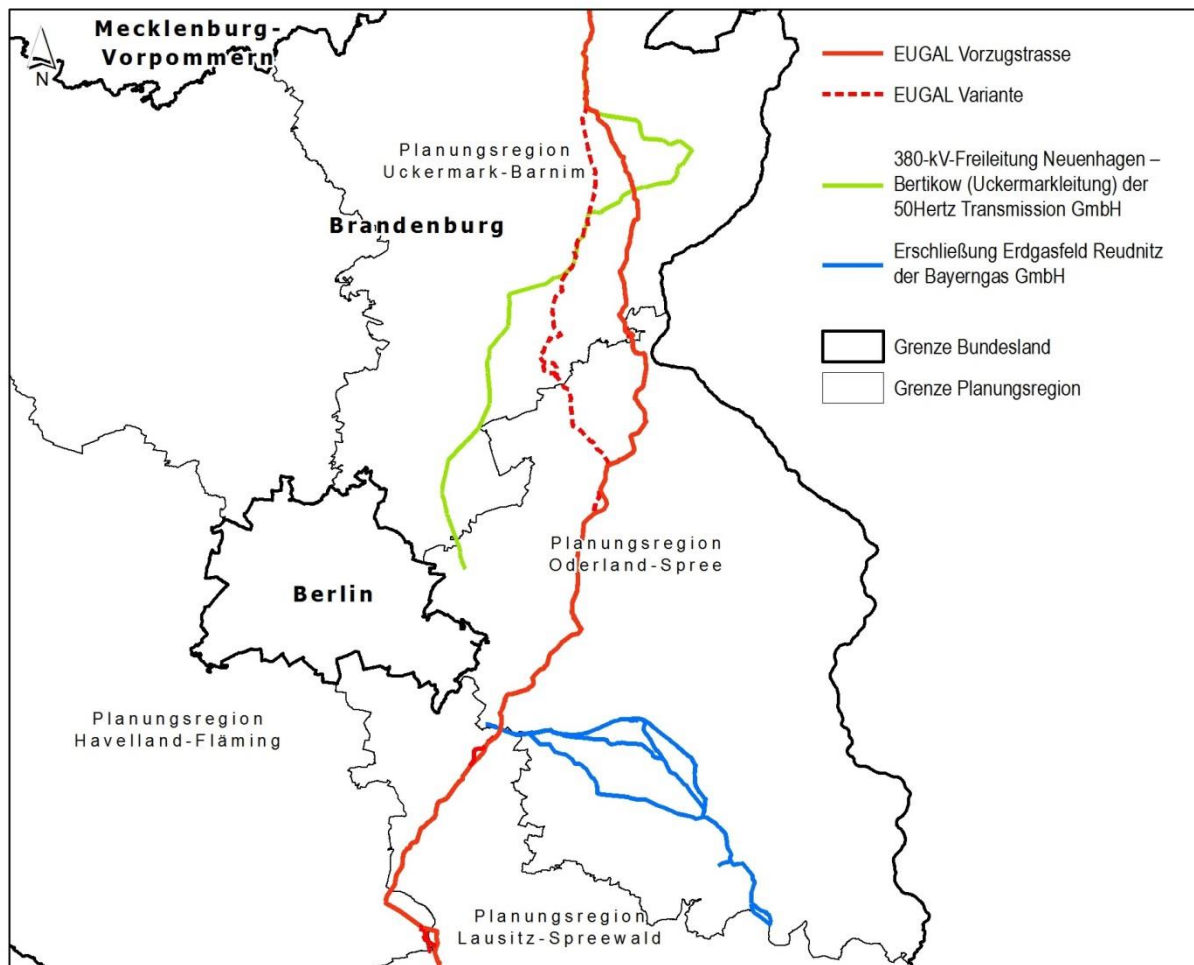 Mecklenburg-
Vorpommern
N
Planungsregion
Uckermark-Barnim
Brandenburg
Berlin
Planungsregion
Oderland-Spree
Planungsregion
Havelland-Fläming
Planungsregion
Lausitz-Spreewald
EUGAL Vorzugstrasse
EUGAL Variante
380-kV-Freileitung Neuenhagen –
Bertikow (Uckermarkleitung) der
50Hertz Transmission GmbH
Erschließung Erdgasfeld Reudnitz
der Bayerngas GmbH
Grenze Bundesland
Grenze Planungsregion